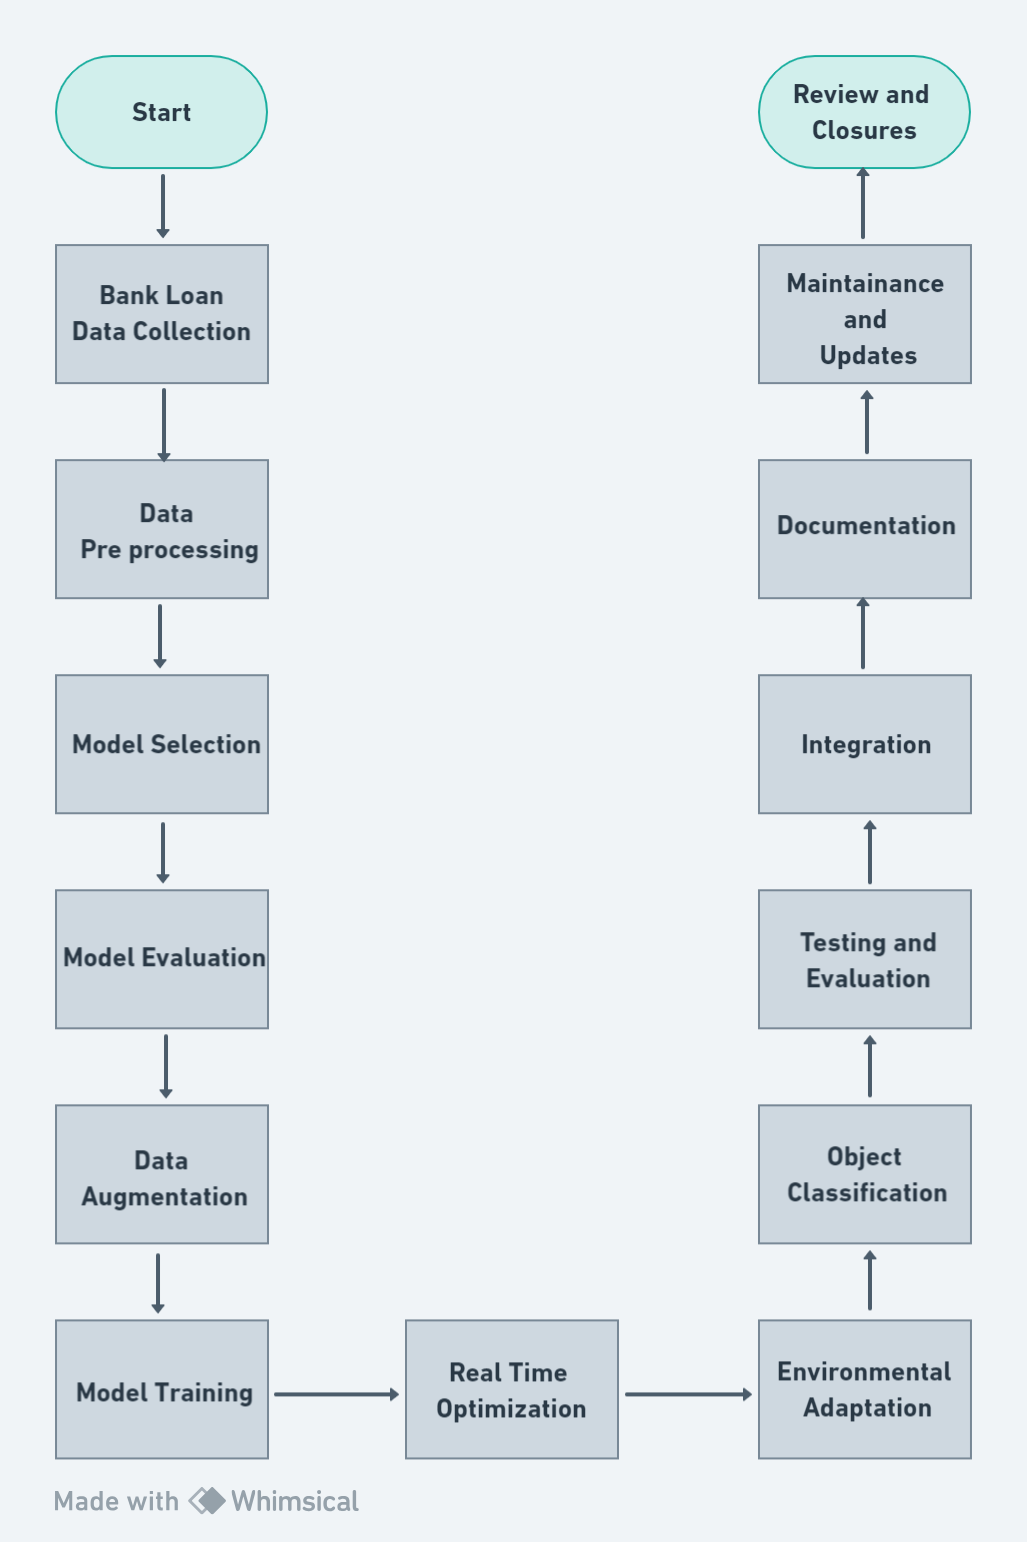 Start
Bank Loan
Data Collection
Data
Pre processing
Model Selection
Model Evaluation
Data
Augmentation
Model Training
Real Time
Optimization
Environmental
Adaptation
Object
Classification
Testing and
Evaluation
Integration
Documentation
Maintainance
and
Updates
Review and
Closures
Made with Whimsical